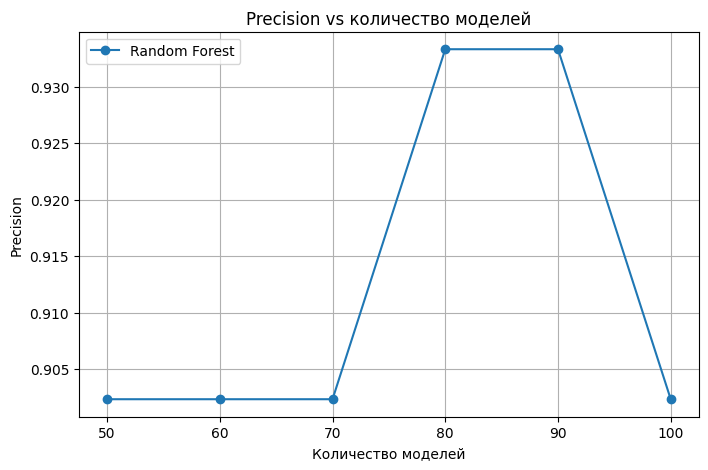 Precision vs количество моделей
Random Forest
Precision
0.930
0.925
0.920
0.915
0.910
0.905
50 60 70 80 90 100
Количество моделей